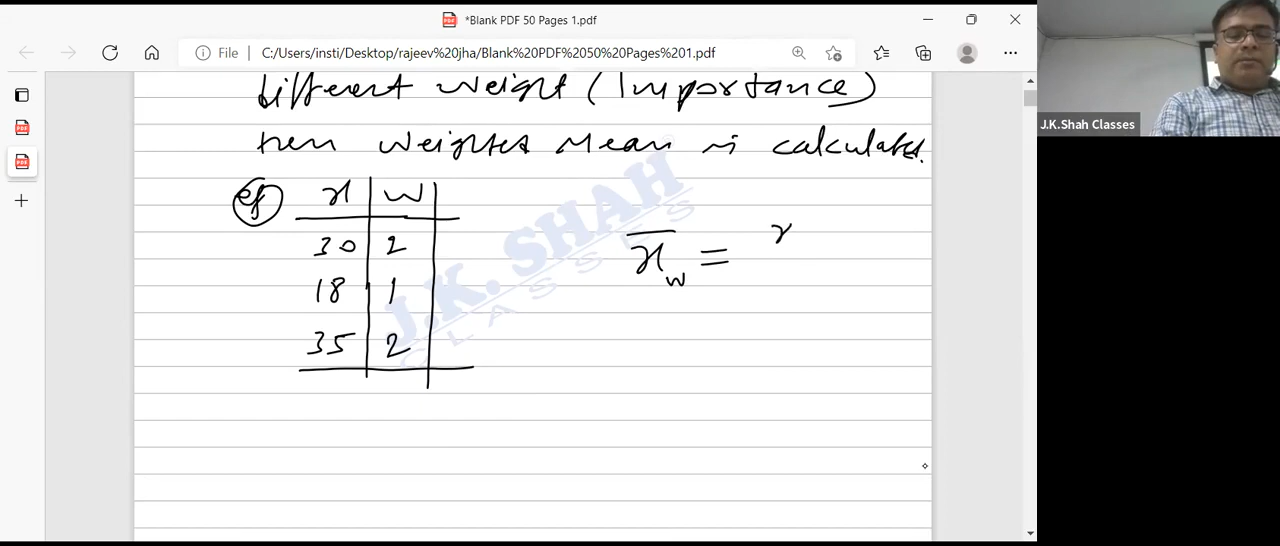 *Blank PDF 50 Pages 1.pdf
File C:/Users/insti/Desktop/rajeev%20jha/Blank%20PDF%2050%20Pages%201.pdf
J.K.Shah Classes
different weight (Importance)
then weighted Mean is calculated.
eg x w
30 2
18 1
35 2
x̄w =
J.K. SHAH
CLASSES